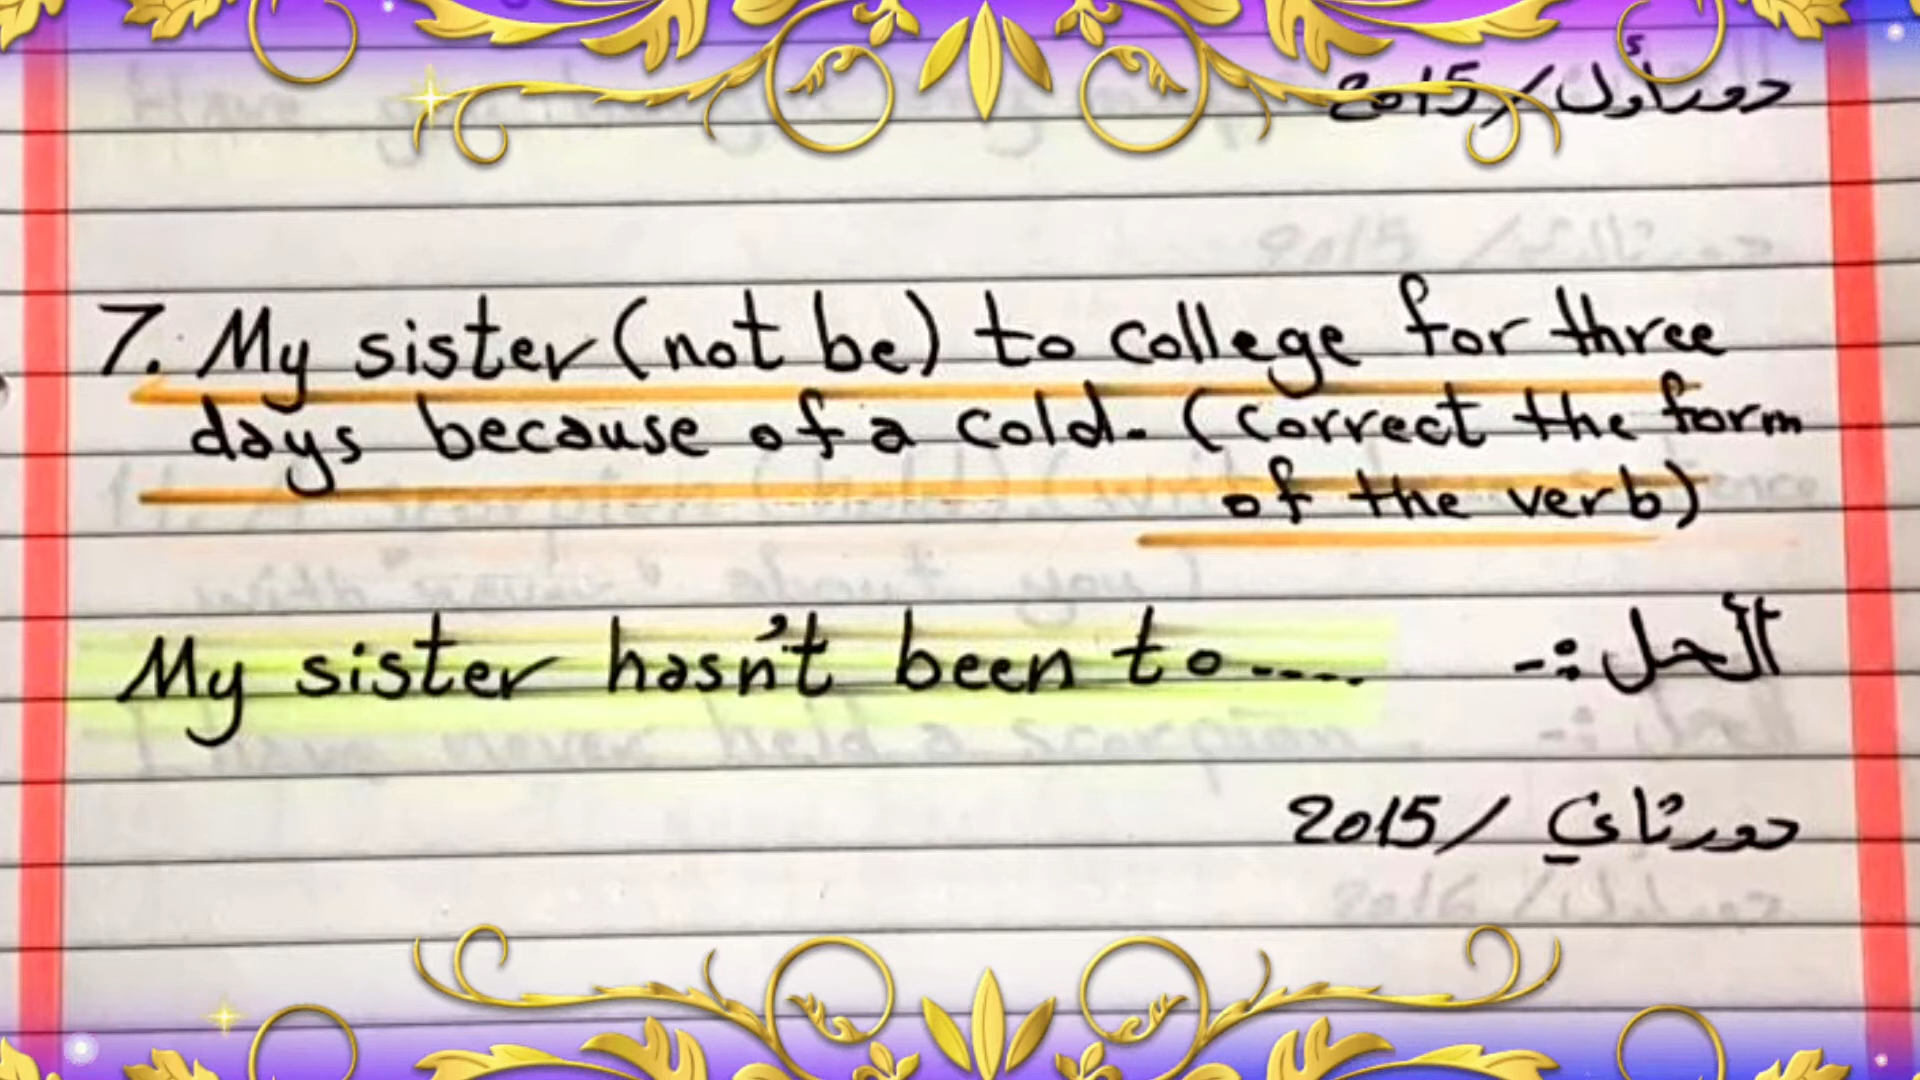 دور أول / 2015
7. My sister (not be) to college for three
days because of a cold. (correct the form
of the verb)
My sister hasn't been to.... الحل :-
دور ثاني / 2015